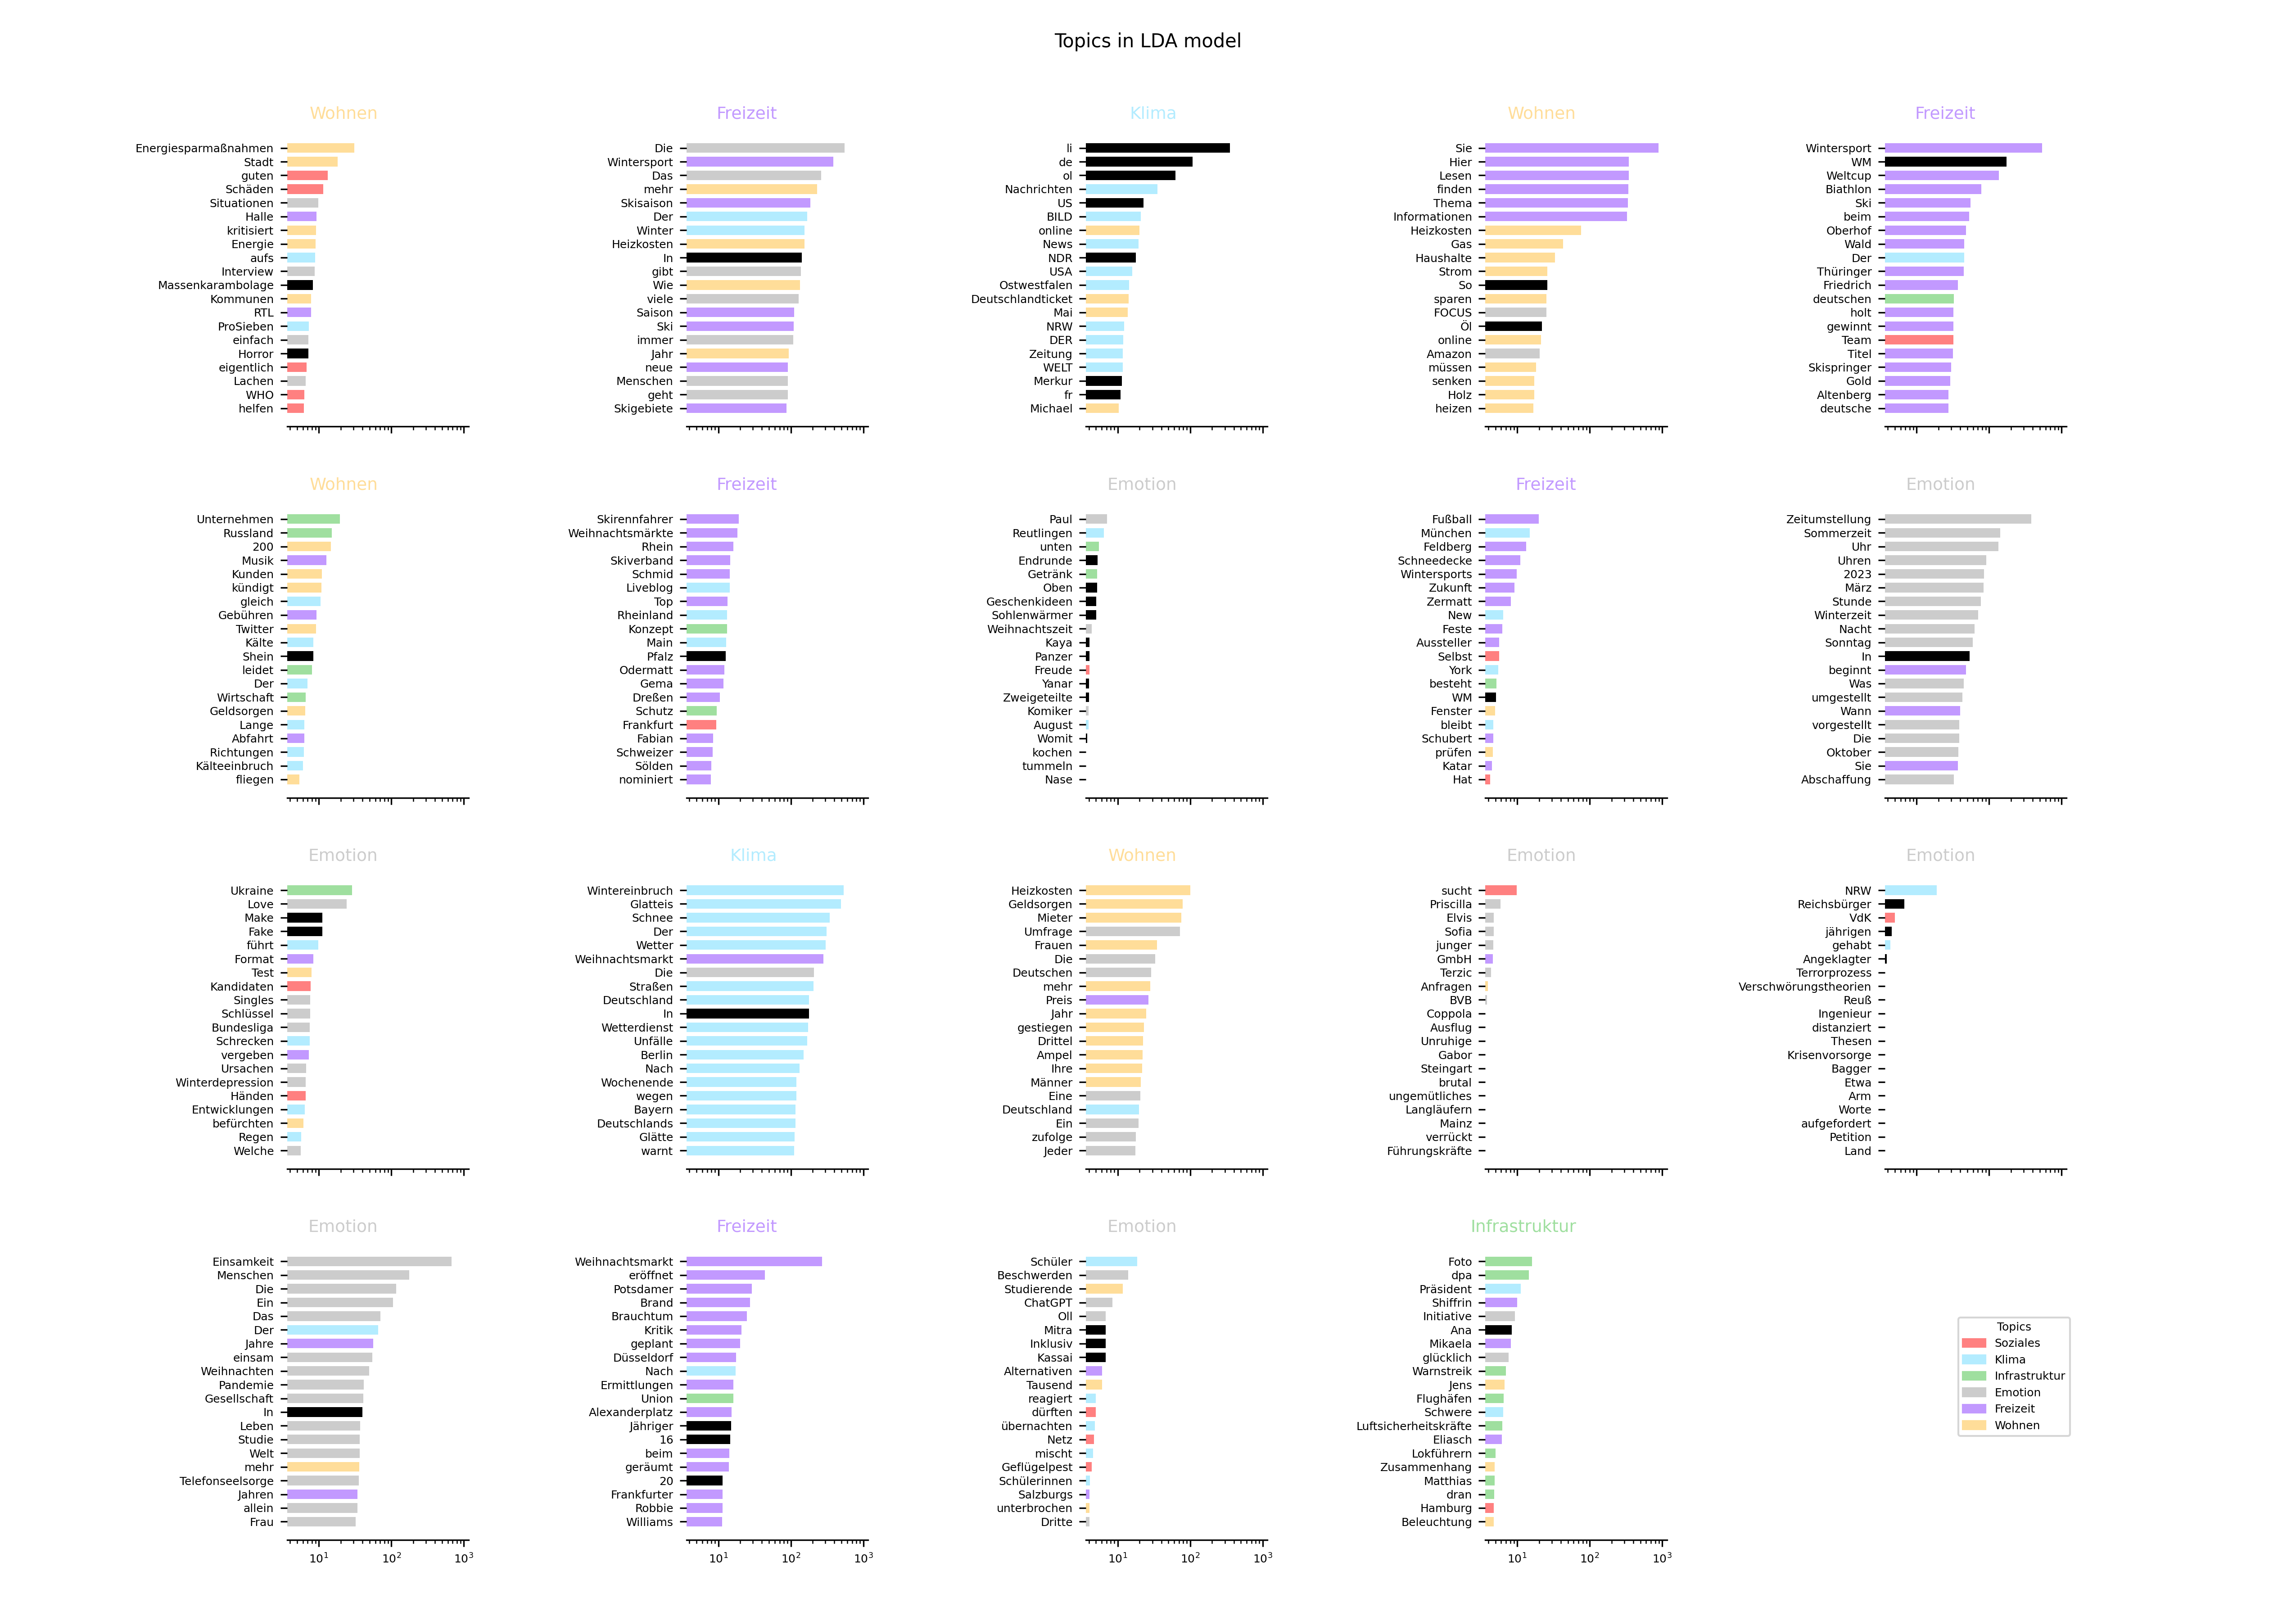 Topics in LDA model
Wohnen
Energiesparmaßnahmen
Stadt
guten
Schäden
Situationen
Halle
kritisiert
Energie
aufs
Interview
Massenkarambolage
Kommunen
RTL
ProSieben
einfach
Horror
eigentlich
Lachen
WHO
helfen
Freizeit
Die
Wintersport
Das
mehr
Skisaison
Der
Winter
Heizkosten
In
gibt
Wie
viele
Saison
Ski
immer
Jahr
neue
Menschen
geht
Skigebiete
Klima
li
de
ol
Nachrichten
US
BILD
online
News
NDR
USA
Ostwestfalen
Deutschlandticket
Mai
NRW
DER
Zeitung
WELT
Merkur
fr
Michael
Wohnen
Sie
Hier
Lesen
finden
Thema
Informationen
Heizkosten
Gas
Haushalte
Strom
So
sparen
FOCUS
Öl
online
Amazon
müssen
senken
Holz
heizen
Freizeit
Wintersport
WM
Weltcup
Biathlon
Ski
beim
Oberhof
Wald
Der
Thüringer
Friedrich
deutschen
holt
gewinnt
Team
Titel
Skispringer
Gold
Altenberg
deutsche
Wohnen
Unternehmen
Russland
200
Musik
Kunden
kündigt
gleich
Gebühren
Twitter
Kälte
Shein
leidet
Der
Wirtschaft
Geldsorgen
Lange
Abfahrt
Richtungen
Kälteeinbruch
fliegen
Freizeit
Skirennfahrer
Weihnachtsmärkte
Rhein
Skiverband
Schmid
Liveblog
Top
Rheinland
Konzept
Main
Pfalz
Odermatt
Gema
Dreßen
Schutz
Frankfurt
Fabian
Schweizer
Sölden
nominiert
Emotion
Paul
Reutlingen
unten
Endrunde
Getränk
Oben
Geschenkideen
Sohlenwärmer
Weihnachtszeit
Kaya
Panzer
Freude
Yanar
Zweigeteilte
Komiker
August
Womit
kochen
tummeln
Nase
Freizeit
Fußball
München
Feldberg
Schneedecke
Wintersports
Zukunft
Zermatt
New
Feste
Aussteller
Selbst
York
besteht
WM
Fenster
bleibt
Schubert
prüfen
Katar
Hat
Emotion
Zeitumstellung
Sommerzeit
Uhr
Uhren
2023
März
Stunde
Winterzeit
Nacht
Sonntag
In
beginnt
Was
umgestellt
Wann
vorgestellt
Die
Oktober
Sie
Abschaffung
Emotion
Ukraine
Love
Make
Fake
führt
Format
Test
Kandidaten
Singles
Schlüssel
Bundesliga
Schrecken
vergeben
Ursachen
Winterdepression
Händen
Entwicklungen
befürchten
Regen
Welche
Klima
Wintereinbruch
Glatteis
Schnee
Der
Wetter
Weihnachtsmarkt
Die
Straßen
Deutschland
In
Wetterdienst
Unfälle
Berlin
Nach
Wochenende
wegen
Bayern
Deutschlands
Glätte
warnt
Wohnen
Heizkosten
Geldsorgen
Mieter
Umfrage
Frauen
Die
Deutschen
mehr
Preis
Jahr
gestiegen
Drittel
Ampel
Ihre
Männer
Eine
Deutschland
Ein
zufolge
Jeder
Emotion
sucht
Priscilla
Elvis
Sofia
junger
GmbH
Terzic
Anfragen
BVB
Coppola
Ausflug
Unruhige
Gabor
Steingart
brutal
ungemütliches
Langläufern
Mainz
verrückt
Führungskräfte
Emotion
NRW
Reichsbürger
VdK
jährigen
gehabt
Angeklagter
Terrorprozess
Verschwörungstheorien
Reuß
Ingenieur
distanziert
Thesen
Krisenvorsorge
Bagger
Etwa
Arm
Worte
aufgefordert
Petition
Land
Emotion
Einsamkeit
Menschen
Die
Ein
Das
Der
Jahre
einsam
Weihnachten
Pandemie
Gesellschaft
In
Leben
Studie
Welt
mehr
Telefonseelsorge
Jahren
allein
Frau
10¹ 10² 10³
Freizeit
Weihnachtsmarkt
eröffnet
Potsdamer
Brand
Brauchtum
Kritik
geplant
Düsseldorf
Nach
Ermittlungen
Union
Alexanderplatz
Jähriger
16
beim
geräumt
20
Frankfurter
Robbie
Williams
10¹ 10² 10³
Emotion
Schüler
Beschwerden
Studierende
ChatGPT
Oll
Mitra
Inklusiv
Kassai
Alternativen
Tausend
reagiert
dürften
übernachten
Netz
mischt
Geflügelpest
Schülerinnen
Salzburgs
unterbrochen
Dritte
10¹ 10² 10³
Infrastruktur
Foto
dpa
Präsident
Shiffrin
Initiative
Ana
Mikaela
glücklich
Warnstreik
Jens
Flughäfen
Schwere
Luftsicherheitskräfte
Eliasch
Lokführern
Zusammenhang
Matthias
dran
Hamburg
Beleuchtung
10¹ 10² 10³
Topics
Soziales
Klima
Infrastruktur
Emotion
Freizeit
Wohnen